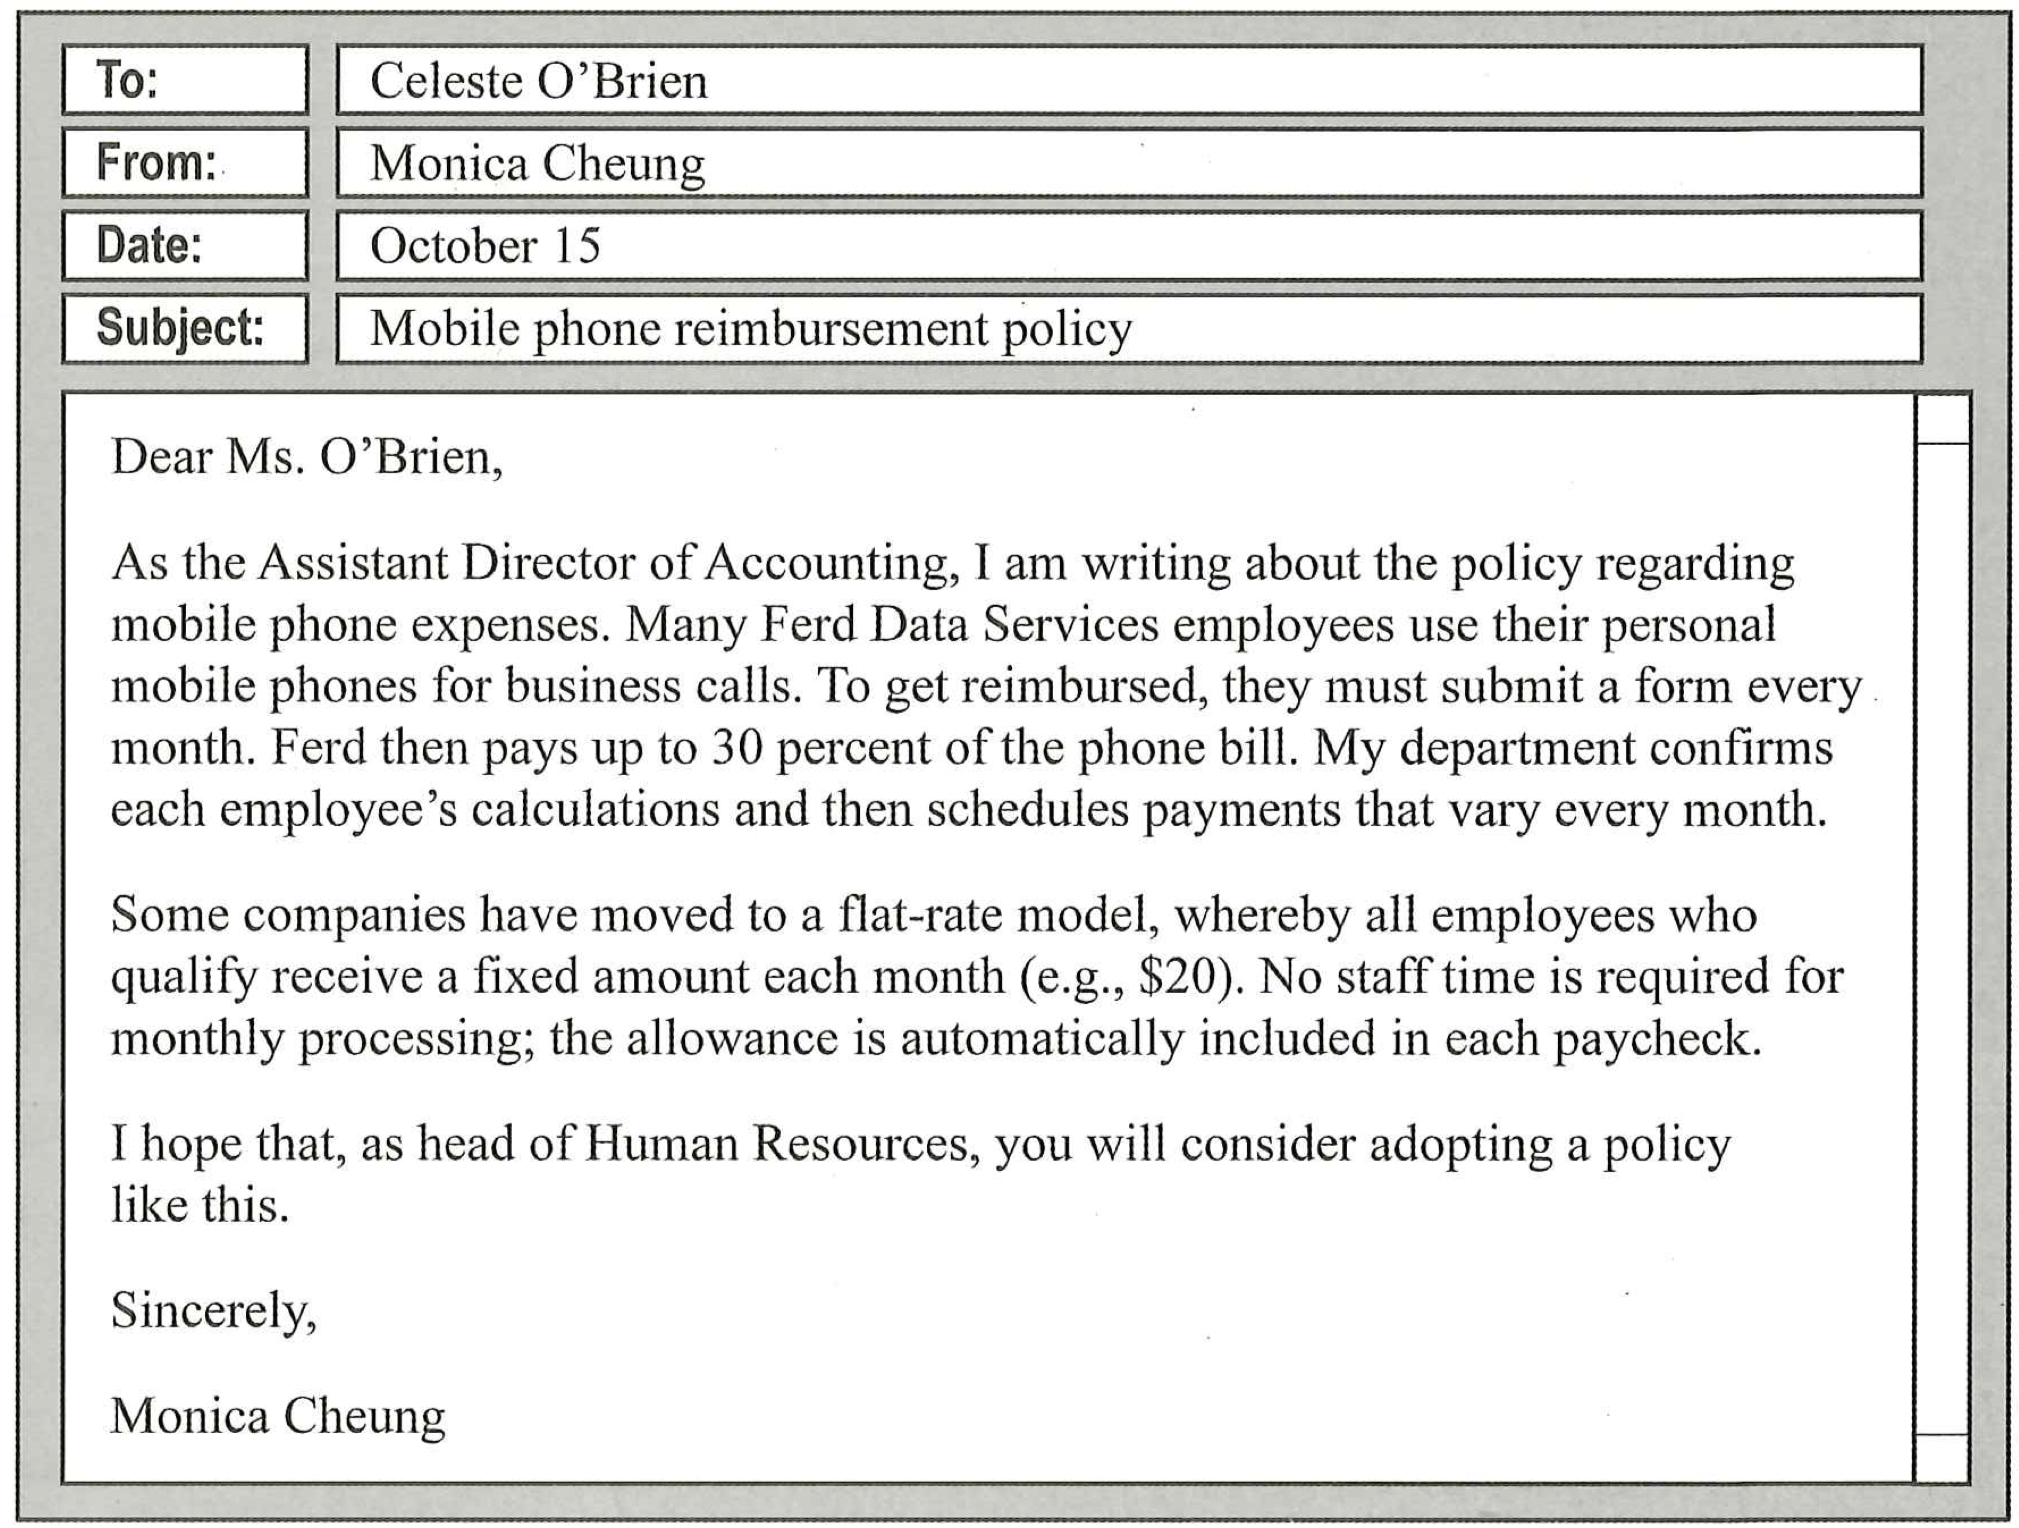 To: Celeste O’Brien
From: Monica Cheung
Date: October 15
Subject: Mobile phone reimbursement policy
Dear Ms. O’Brien,
As the Assistant Director of Accounting, I am writing about the policy regarding
mobile phone expenses. Many Ferd Data Services employees use their personal
mobile phones for business calls. To get reimbursed, they must submit a form every
month. Ferd then pays up to 30 percent of the phone bill. My department confirms
each employee’s calculations and then schedules payments that vary every month.
Some companies have moved to a flat-rate model, whereby all employees who
qualify receive a fixed amount each month (e.g., $20). No staff time is required for
monthly processing; the allowance is automatically included in each paycheck.
I hope that, as head of Human Resources, you will consider adopting a policy
like this.
Sincerely,
Monica Cheung